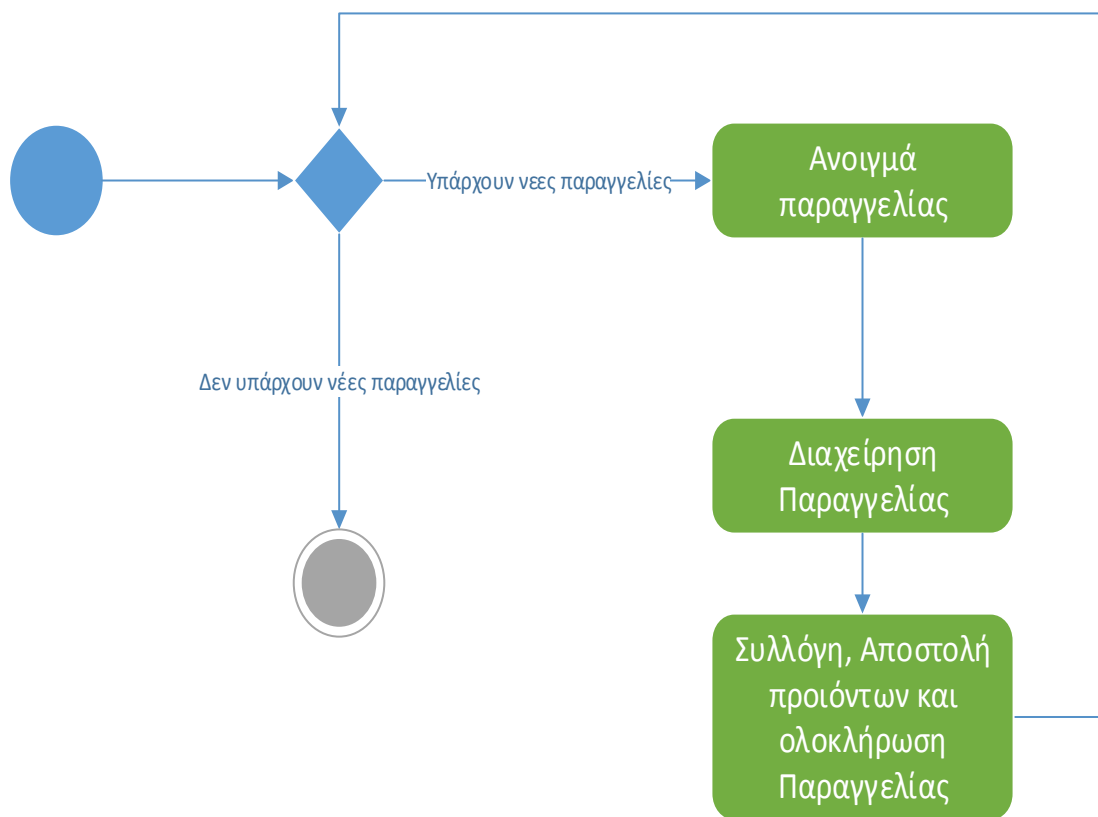 Υπάρχουν νεες παραγγελίες
Ανοιγμά
παραγγελίας
Δεν υπάρχουν νέες παραγγελίες
Διαχείρηση
Παραγγελίας
Συλλόγη, Αποστολή
προιόντων και
ολοκλήρωση
Παραγγελίας